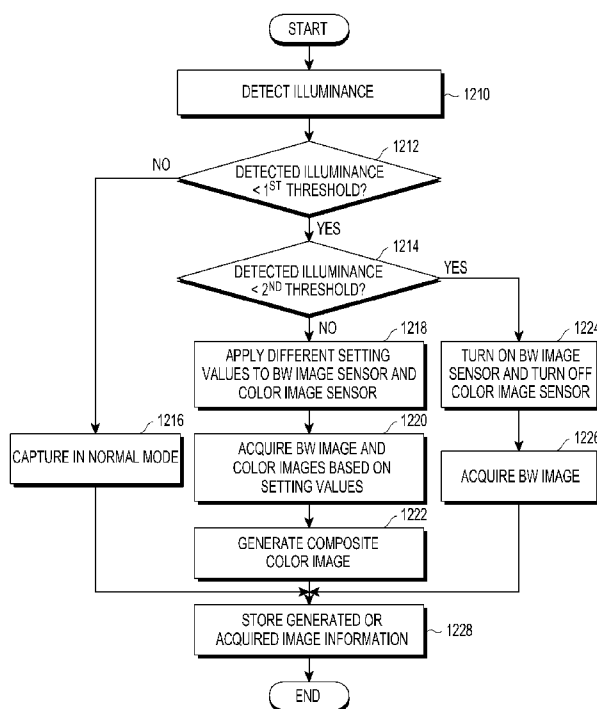 START
DETECT ILLUMINANCE
1210
1212
NO
DETECTED ILLUMINANCE
< 1ST THRESHOLD?
YES
1214
DETECTED ILLUMINANCE
< 2ND THRESHOLD?
YES
NO
1218
1224
APPLY DIFFERENT SETTING
VALUES TO BW IMAGE SENSOR AND
COLOR IMAGE SENSOR
TURN ON BW IMAGE
SENSOR AND TURN OFF
COLOR IMAGE SENSOR
1216
1220
1226
CAPTURE IN NORMAL MODE
ACQUIRE BW IMAGE AND
COLOR IMAGES BASED ON
SETTING VALUES
ACQUIRE BW IMAGE
1222
GENERATE COMPOSITE
COLOR IMAGE
STORE GENERATED OR
ACQUIRED IMAGE INFORMATION
1228
END